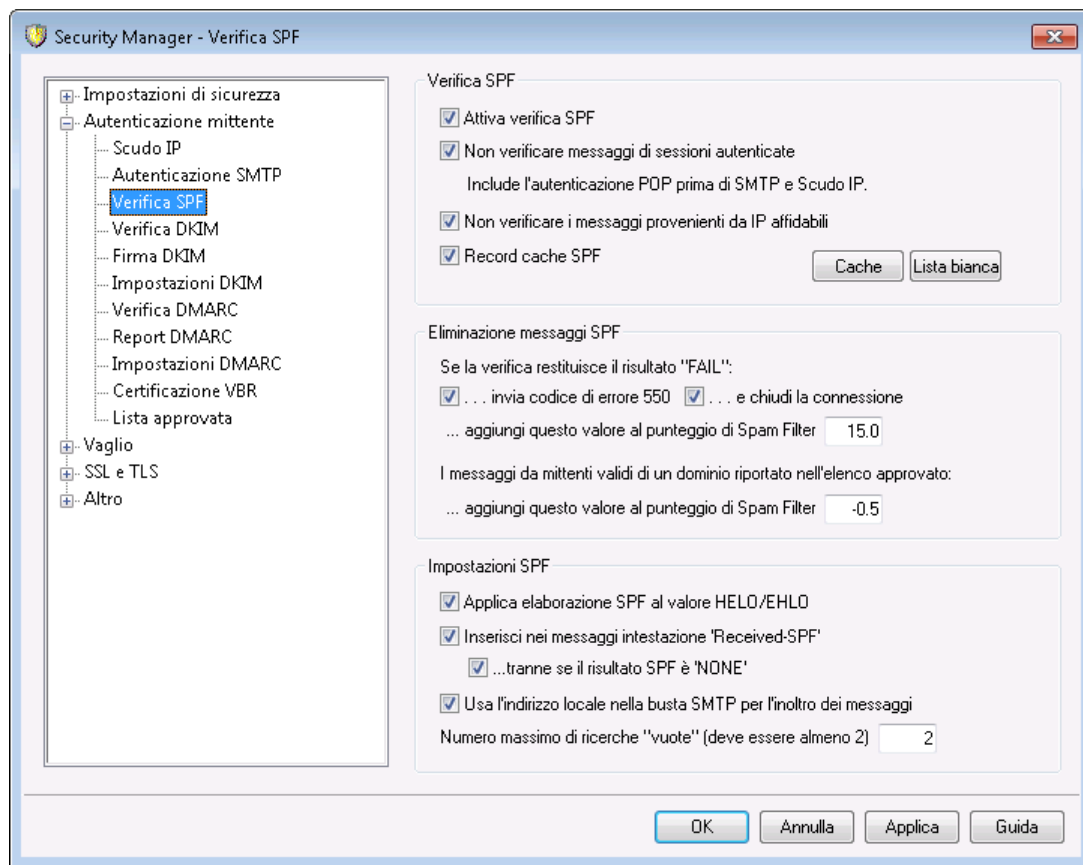 Security Manager - Verifica SPF
Impostazioni di sicurezza
Autenticazione mittente
Scudo IP
Autenticazione SMTP
Verifica SPF
Verifica DKIM
Firma DKIM
Impostazioni DKIM
Verifica DMARC
Report DMARC
Impostazioni DMARC
Certificazione VBR
Lista approvata
Vaglio
SSL e TLS
Altro
Verifica SPF
Attiva verifica SPF
Non verificare messaggi di sessioni autenticate
Include l'autenticazione POP prima di SMTP e Scudo IP.
Non verificare i messaggi provenienti da IP affidabili
Record cache SPF Cache Lista bianca
Eliminazione messaggi SPF
Se la verifica restituisce il risultato "FAIL":
. . . invia codice di errore 550 . . . e chiudi la connessione
... aggiungi questo valore al punteggio di Spam Filter 15.0
I messaggi da mittenti validi di un dominio riportato nell'elenco approvato:
... aggiungi questo valore al punteggio di Spam Filter -0.5
Impostazioni SPF
Applica elaborazione SPF al valore HELO/EHLO
Inserisci nei messaggi intestazione 'Received-SPF'
...tranne se il risultato SPF è 'NONE'
Usa l'indirizzo locale nella busta SMTP per l'inoltro dei messaggi
Numero massimo di ricerche "vuote" (deve essere almeno 2) 2
OK Annulla Applica Guida